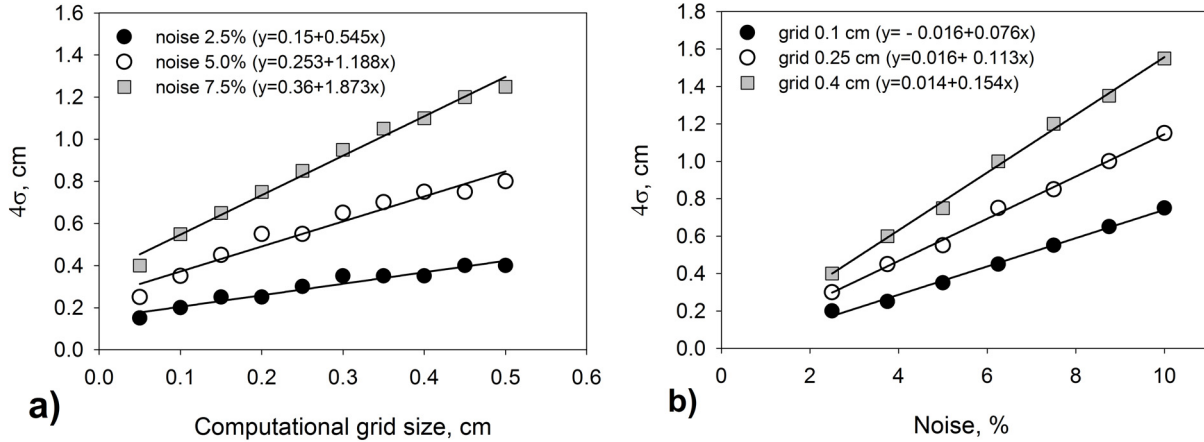 1.6
1.4
1.2
1.0
0.8
0.6
0.4
0.2
0.0
4σ, cm
noise 2.5% (y=0.15+0.545x)
noise 5.0% (y=0.253+1.188x)
noise 7.5% (y=0.36+1.873x)
0.0 0.1 0.2 0.3 0.4 0.5 0.6
a)
Computational grid size, cm
1.8
1.6
1.4
1.2
1.0
0.8
0.6
0.4
0.2
0.0
4σ, cm
grid 0.1 cm (y= - 0.016+0.076x)
grid 0.25 cm (y=0.016+ 0.113x)
grid 0.4 cm (y=0.014+0.154x)
0 2 4 6 8 10
b)
Noise, %